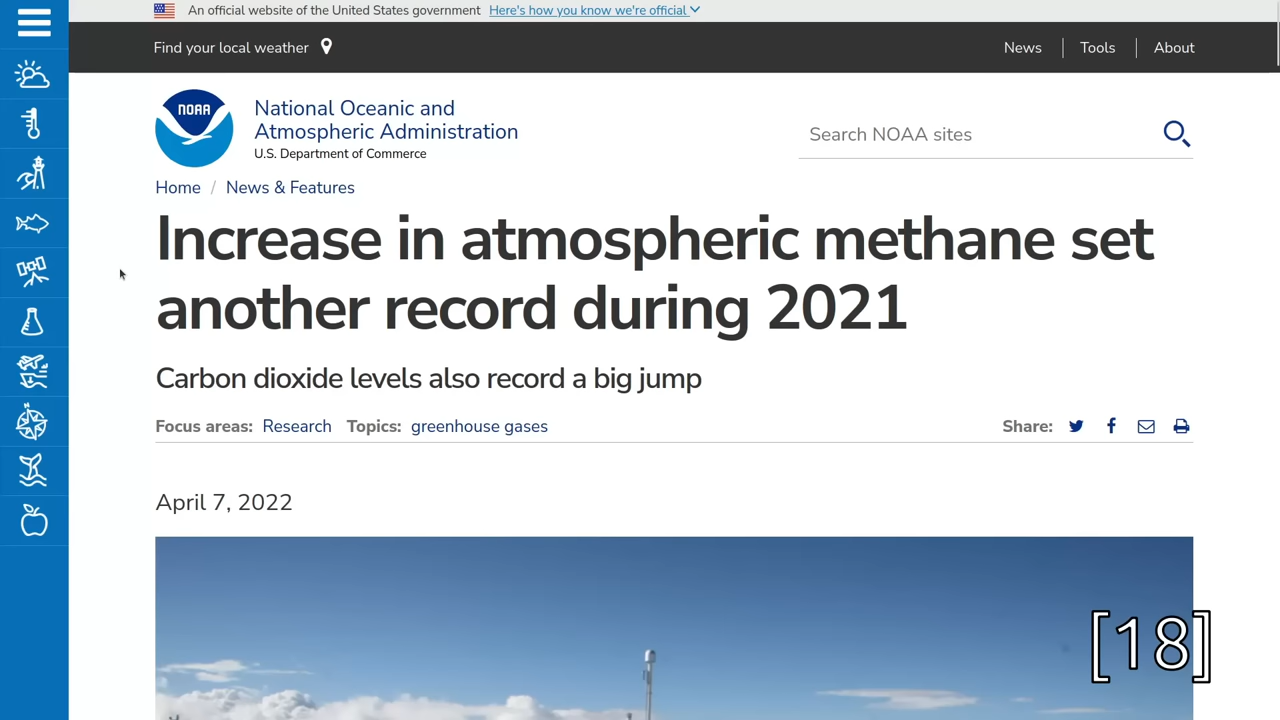 An official website of the United States government Here's how you know we're official
Find your local weather
News
Tools
About
NOAA
National Oceanic and
Atmospheric Administration
U.S. Department of Commerce
Search NOAA sites
Home / News & Features
Increase in atmospheric methane set
another record during 2021
Carbon dioxide levels also record a big jump
Focus areas: Research Topics: greenhouse gases
Share:
April 7, 2022
[18]